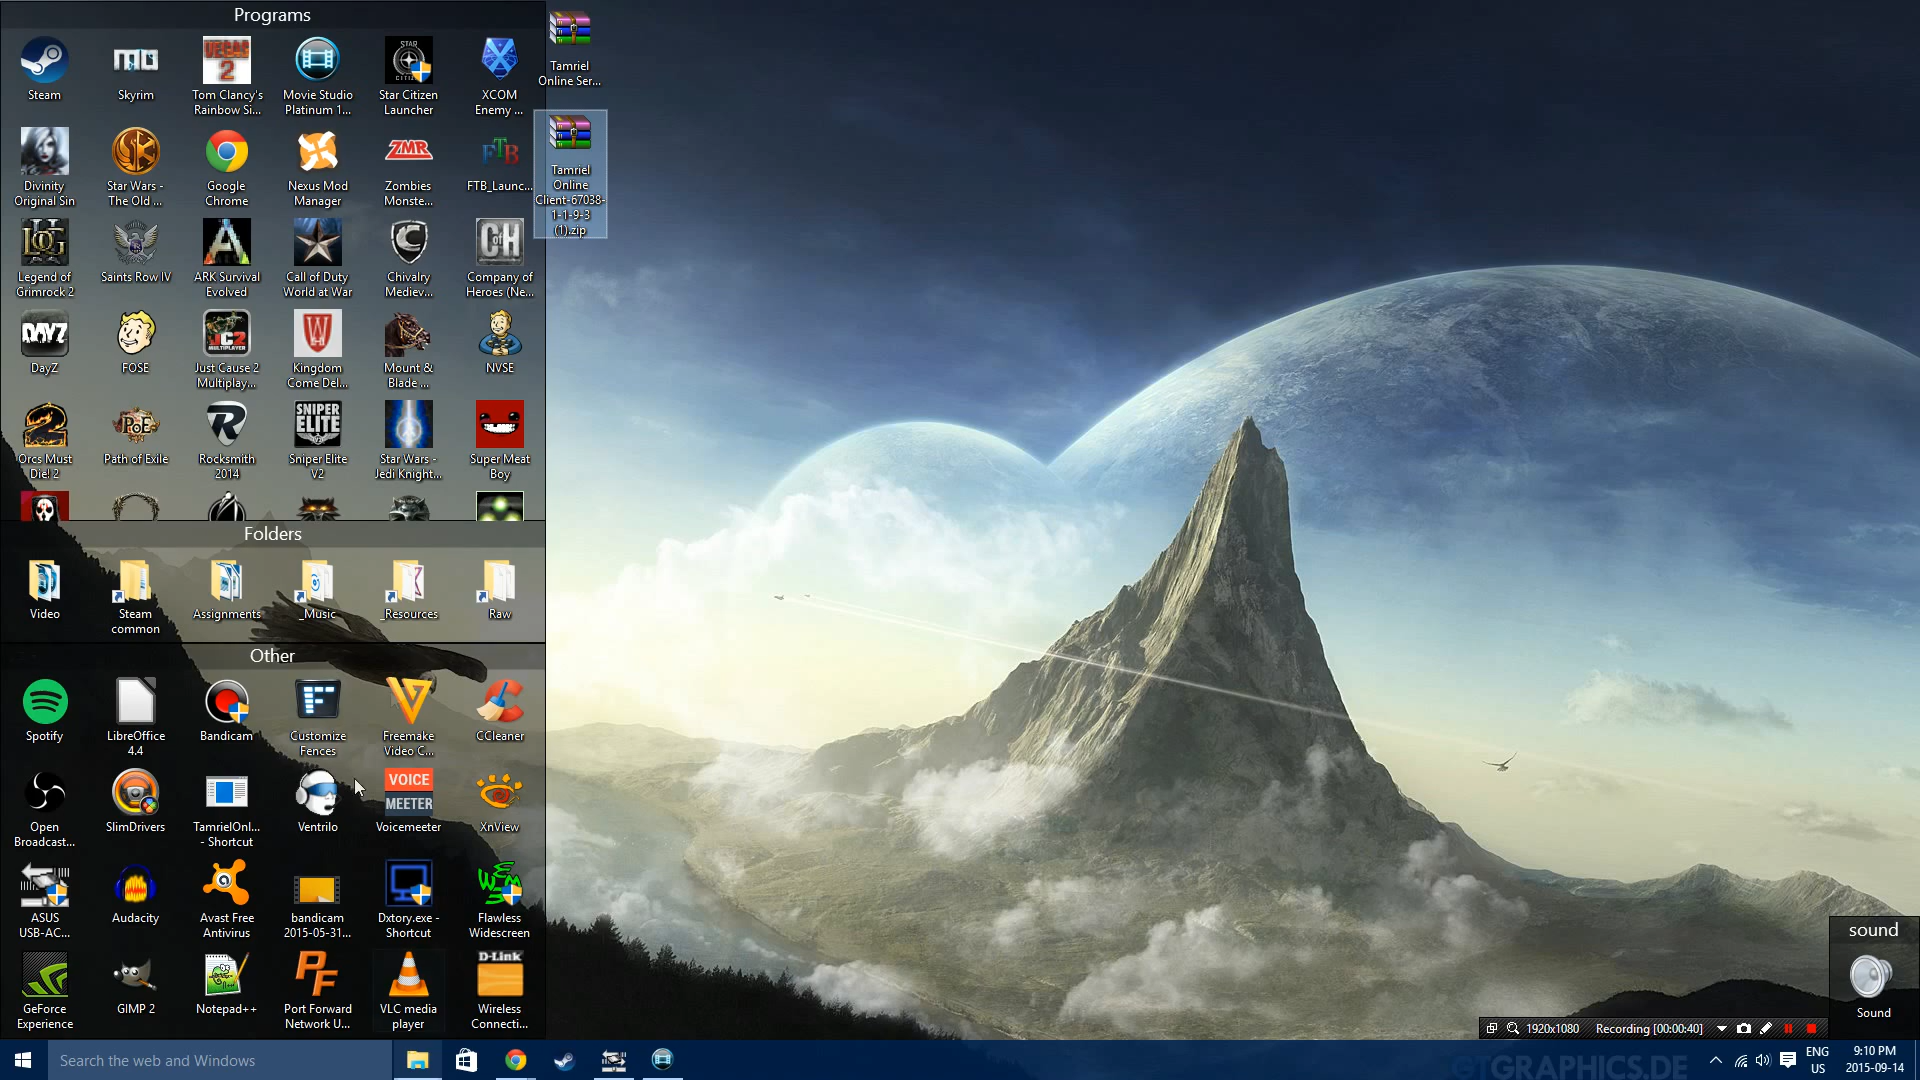 Programs
Steam
Skyrim
Tom Clancy's
Rainbow Si...
Movie Studio
Platinum 1...
Star Citizen
Launcher
XCOM
Enemy ...
Tamriel
Online Ser...
Divinity
Original Sin
Star Wars -
The Old ...
Google
Chrome
Nexus Mod
Manager
ZMR
Zombies
Monste...
FTB
FTB_Launc...
Tamriel
Online
Client-67038-
1-1-9-3
(1).zip
Legend of
Grimrock 2
Saints Row IV
ARK Survival
Evolved
Call of Duty
World at War
Chivalry
Mediev...
Company of
Heroes (Ne...
DAYZ
DayZ
FOSE
Just Cause 2
Multiplay...
Kingdom
Come Del...
Mount &
Blade ...
NVSE
Orcs Must
Die! 2
Path of Exile
Rocksmith
2014
SNIPER
ELITE
Sniper Elite
V2
Star Wars -
Jedi Knight...
Super Meat
Boy
Folders
Video
Steam
common
Assignments
_Music
_Resources
Raw
Other
Spotify
LibreOffice
4.4
Bandicam
Customize
Fences
Freemake
Video C...
CCleaner
Open
Broadcast...
SlimDrivers
TamrielOnl...
- Shortcut
Ventrilo
VOICE
MEETER
Voicemeeter
XnView
ASUS
USB-AC...
Audacity
Avast Free
Antivirus
bandicam
2015-05-31...
Dxtory.exe -
Shortcut
Flawless
Widescreen
GeForce
Experience
GIMP 2
Notepad++
PF
Port Forward
Network U...
VLC media
player
D-Link
Wireless
Connecti...
sound
Sound
1920x1080
Recording [00:00:40]
Search the web and Windows
GTGRAPHICS.DE
ENG
US
9:10 PM
2015-09-14